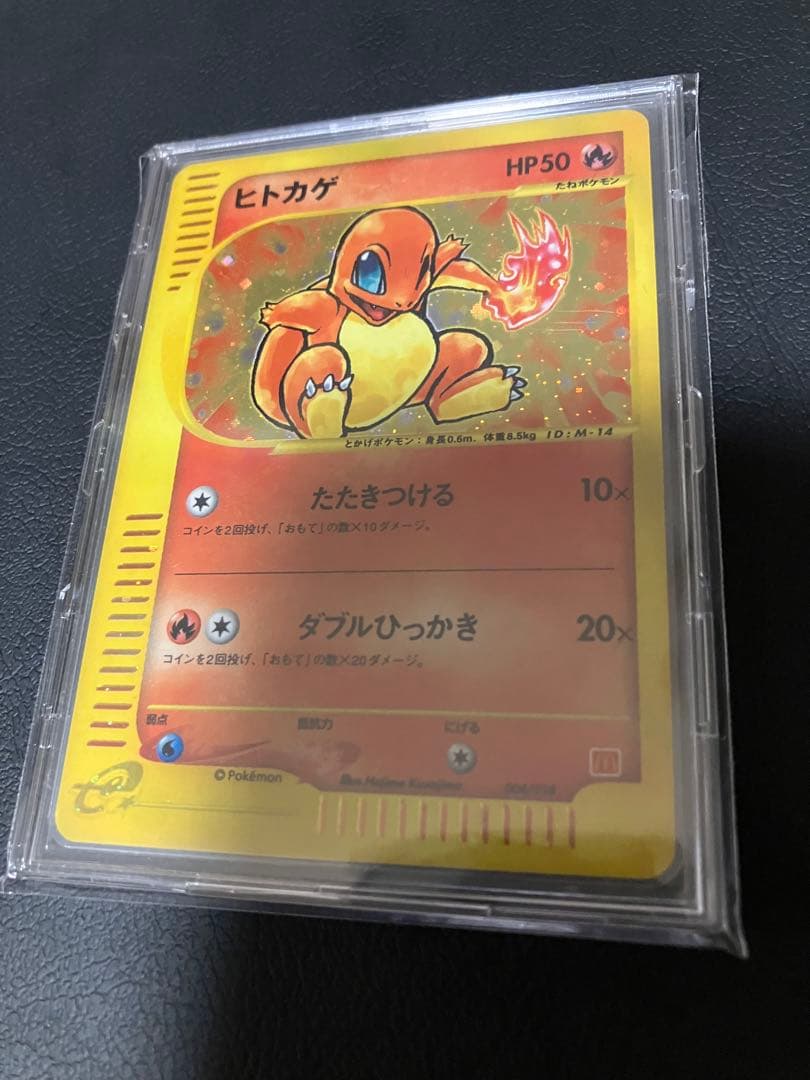 ヒトカゲ
HP50
たねポケモン
とかげポケモン：身長0.6m. 体重8.5kg ID:M-14
たたきつける 10×
コインを2回投げ、「おもて」の数×10ダメージ。
ダブルひっかき 20×
コインを2回投げ、「おもて」の数×20ダメージ。
弱点 抵抗力 にげる
© Pokémon Illus. Hajime Kusajima
e